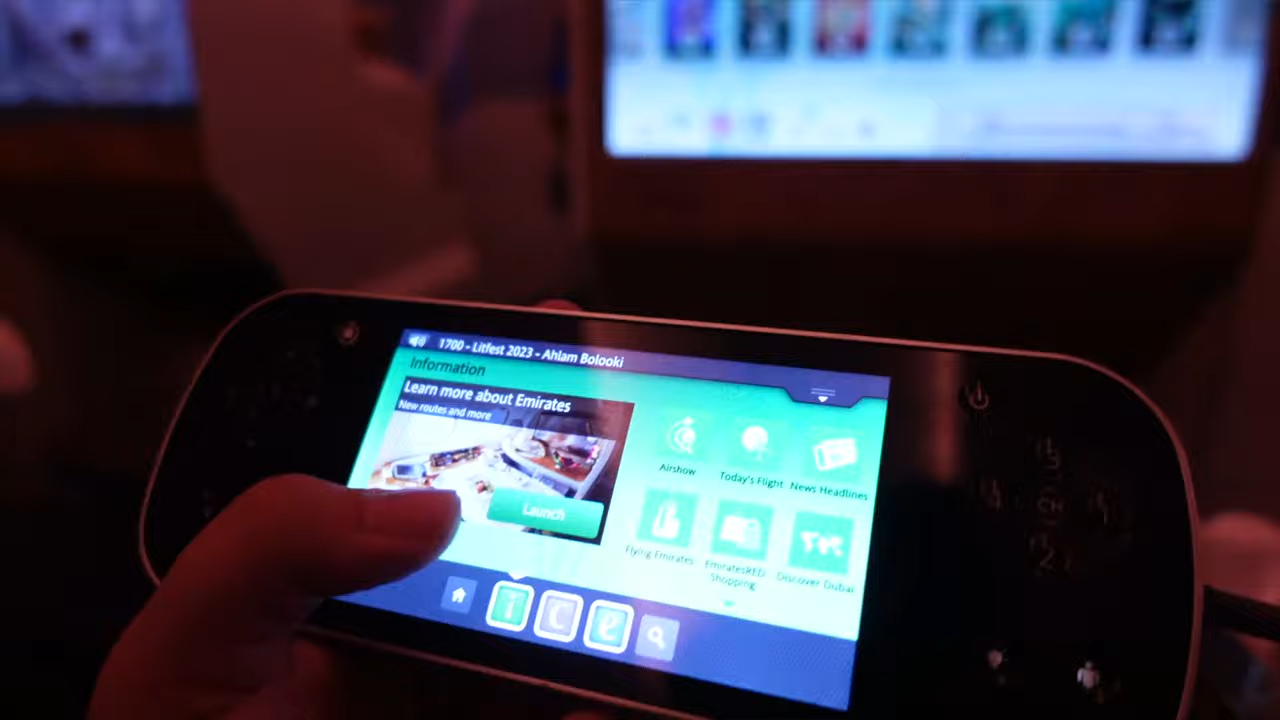 1700 - Litfest 2023 - Ahlam Bolooki
Information
Learn more about Emirates
New routes and more
Launch
Airshow
Today's Flight
News Headlines
Flying Emirates
EmiratesRED
Shopping
Discover Dubai
i
C
e